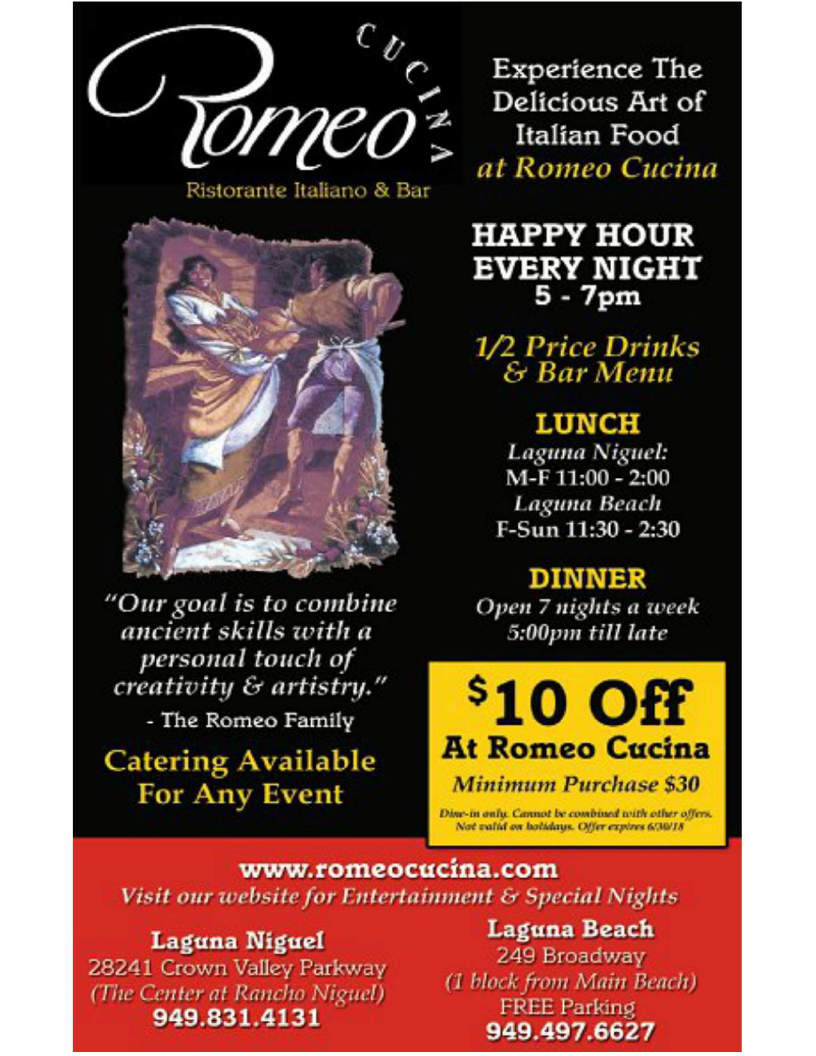 Romeo
CUCINA
Ristorante Italiano & Bar
Experience The
Delicious Art of
Italian Food
at Romeo Cucina
HAPPY HOUR
EVERY NIGHT
5 - 7pm
1/2 Price Drinks
& Bar Menu
LUNCH
Laguna Niguel:
M-F 11:00 - 2:00
Laguna Beach
F-Sun 11:30 - 2:30
DINNER
Open 7 nights a week
5:00pm till late
"Our goal is to combine
ancient skills with a
personal touch of
creativity & artistry."
- The Romeo Family
Catering Available
For Any Event
$10 Off
At Romeo Cucina
Minimum Purchase $30
Dine-in only. Cannot be combined with other offers.
Not valid on holidays. Offer expires 6/30/18
www.romeocucina.com
Visit our website for Entertainment & Special Nights
Laguna Niguel
28241 Crown Valley Parkway
(The Center at Rancho Niguel)
949.831.4131
Laguna Beach
249 Broadway
(1 block from Main Beach)
FREE Parking
949.497.6627